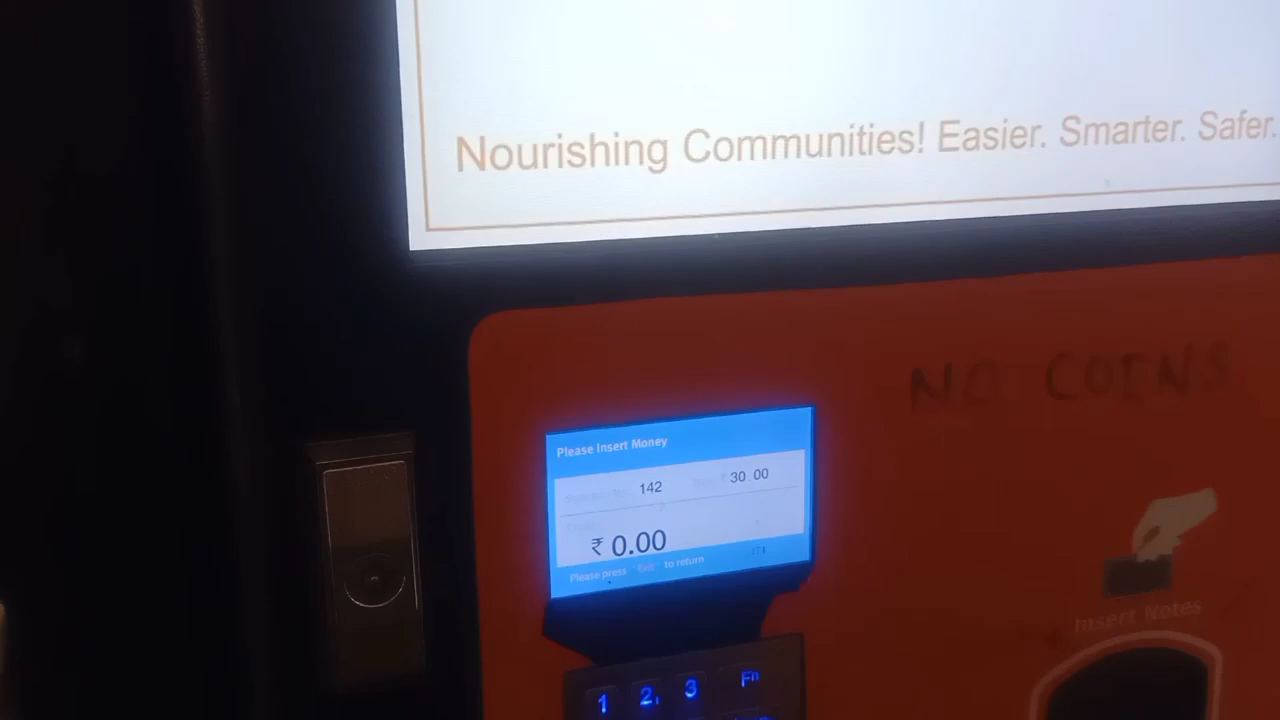 Nourishing Communities! Easier. Smarter. Safer.
NO COINS
Please Insert Money
142 ₹ 30.00
₹ 0.00
Please press "Esc" to return
Insert Notes
1 2 3 Fn